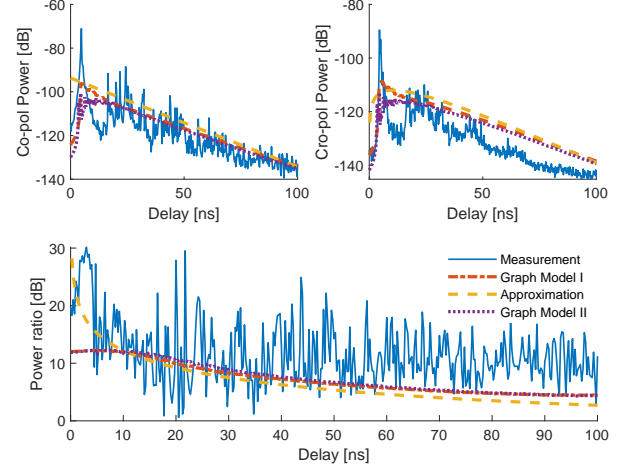 -60
-80
-100
-120
-140
Co-pol Power [dB]
0 50 100
Delay [ns]
-80
-100
-120
-140
Cro-pol Power [dB]
0 50 100
Delay [ns]
30
20
10
0
Power ratio [dB]
Measurement
Graph Model I
Approximation
Graph Model II
0 10 20 30 40 50 60 70 80 90 100
Delay [ns]